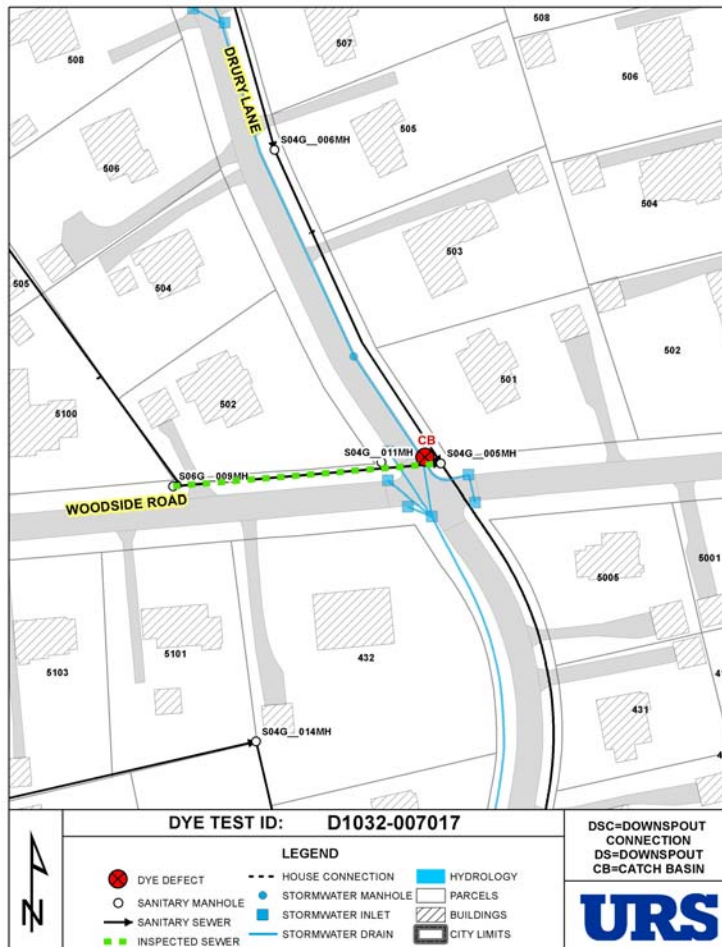 508
507
508
506
DRURY LANE
S04G__006MH
505
506
504
503
505
504
501
502
5100
502
CB
S04G__011MH
S04G__005MH
S06G__009MH
WOODSIDE ROAD
5001
5005
5103
5101
432
431
S04G__014MH
DYE TEST ID: D1032-007017
LEGEND
DYE DEFECT
SANITARY MANHOLE
SANITARY SEWER
INSPECTED SEWER
HOUSE CONNECTION
STORMWATER MANHOLE
STORMWATER INLET
STORMWATER DRAIN
HYDROLOGY
PARCELS
BUILDINGS
CITY LIMITS
DSC=DOWNSPOUT
CONNECTION
DS=DOWNSPOUT
CB=CATCH BASIN
N
URS